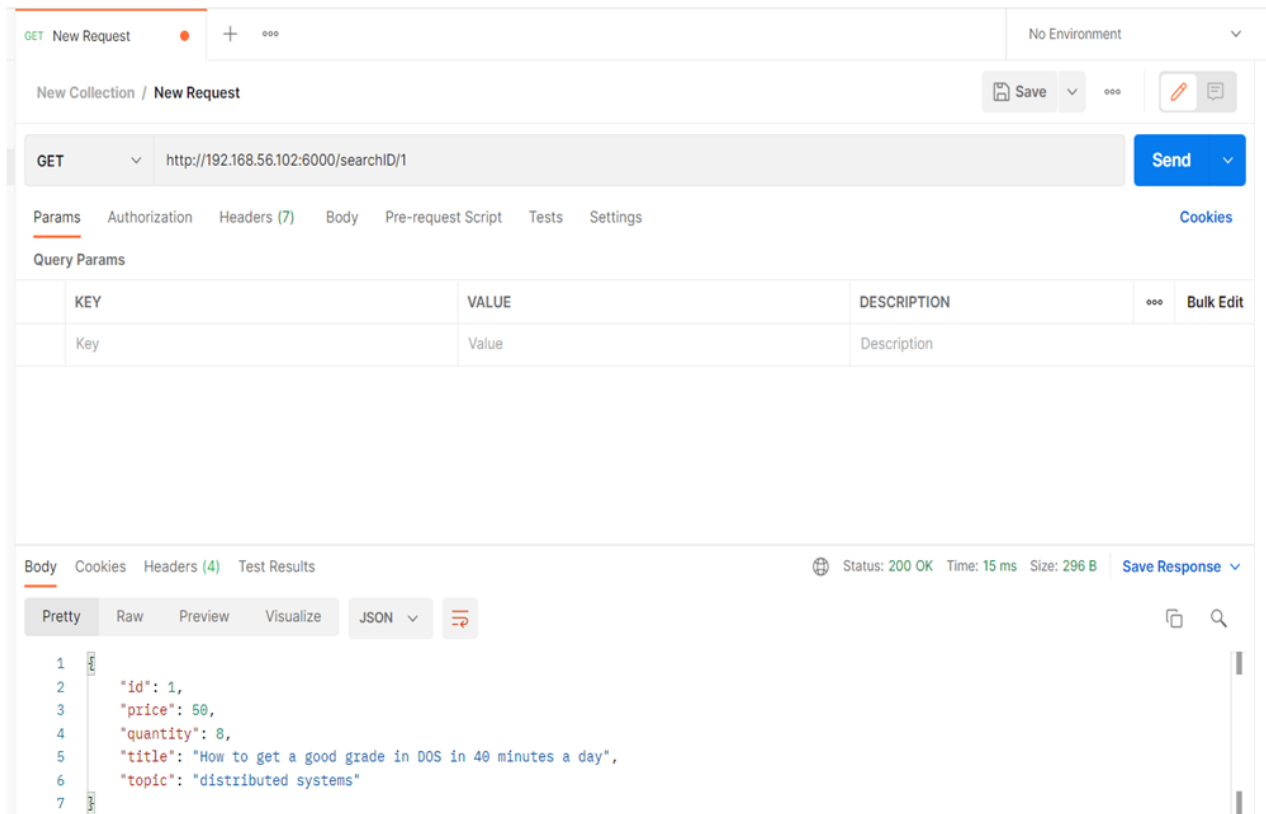 GET New Request
No Environment
New Collection / New Request
Save
GET http://192.168.56.102:6000/searchID/1 Send
Params Authorization Headers (7) Body Pre-request Script Tests Settings Cookies
Query Params
KEY VALUE DESCRIPTION Bulk Edit
Key Value Description
Body Cookies Headers (4) Test Results Status: 200 OK Time: 15 ms Size: 296 B Save Response
Pretty Raw Preview Visualize JSON
1 {
2 "id": 1,
3 "price": 50,
4 "quantity": 8,
5 "title": "How to get a good grade in DOS in 40 minutes a day",
6 "topic": "distributed systems"
7 }